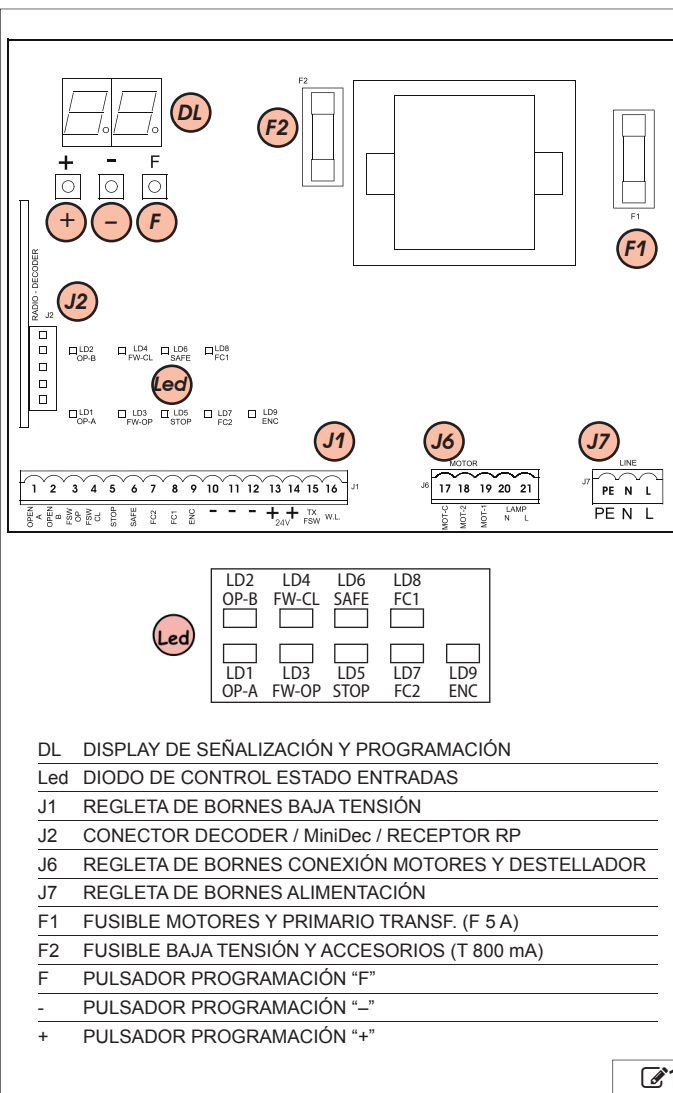 F2
DL
F2
+ - F
+ – F
F1
F1
RADIO - DECODER
J2
J2
LD2 LD4 LD6 LD8
OP-B FW-CL SAFE FC1
Led
LD1 LD3 LD5 LD7 LD9
OP-A FW-OP STOP FC2 ENC
J1
J6
J7
MOTOR
LINE
1 2 3 4 5 6 7 8 9 10 11 12 13 14 15 16 J1
J6 17 18 19 20 21
J7 PE N L
OPEN A
OPEN B
FSW OP
FSW CL
STOP
SAFE
FC2
FC1
ENC
- - -
+ +
24V
TX FSW
W.L.
MOT-C
MOT-2
MOT-1
LAMP
N L
PE N L
LD2 LD4 LD6 LD8
OP-B FW-CL SAFE FC1
Led
LD1 LD3 LD5 LD7 LD9
OP-A FW-OP STOP FC2 ENC
DL DISPLAY DE SEÑALIZACIÓN Y PROGRAMACIÓN
Led DIODO DE CONTROL ESTADO ENTRADAS
J1 REGLETA DE BORNES BAJA TENSIÓN
J2 CONECTOR DECODER / MiniDec / RECEPTOR RP
J6 REGLETA DE BORNES CONEXIÓN MOTORES Y DESTELLADOR
J7 REGLETA DE BORNES ALIMENTACIÓN
F1 FUSIBLE MOTORES Y PRIMARIO TRANSF. (F 5 A)
F2 FUSIBLE BAJA TENSIÓN Y ACCESORIOS (T 800 mA)
F PULSADOR PROGRAMACIÓN “F”
- PULSADOR PROGRAMACIÓN “–”
+ PULSADOR PROGRAMACIÓN “+”